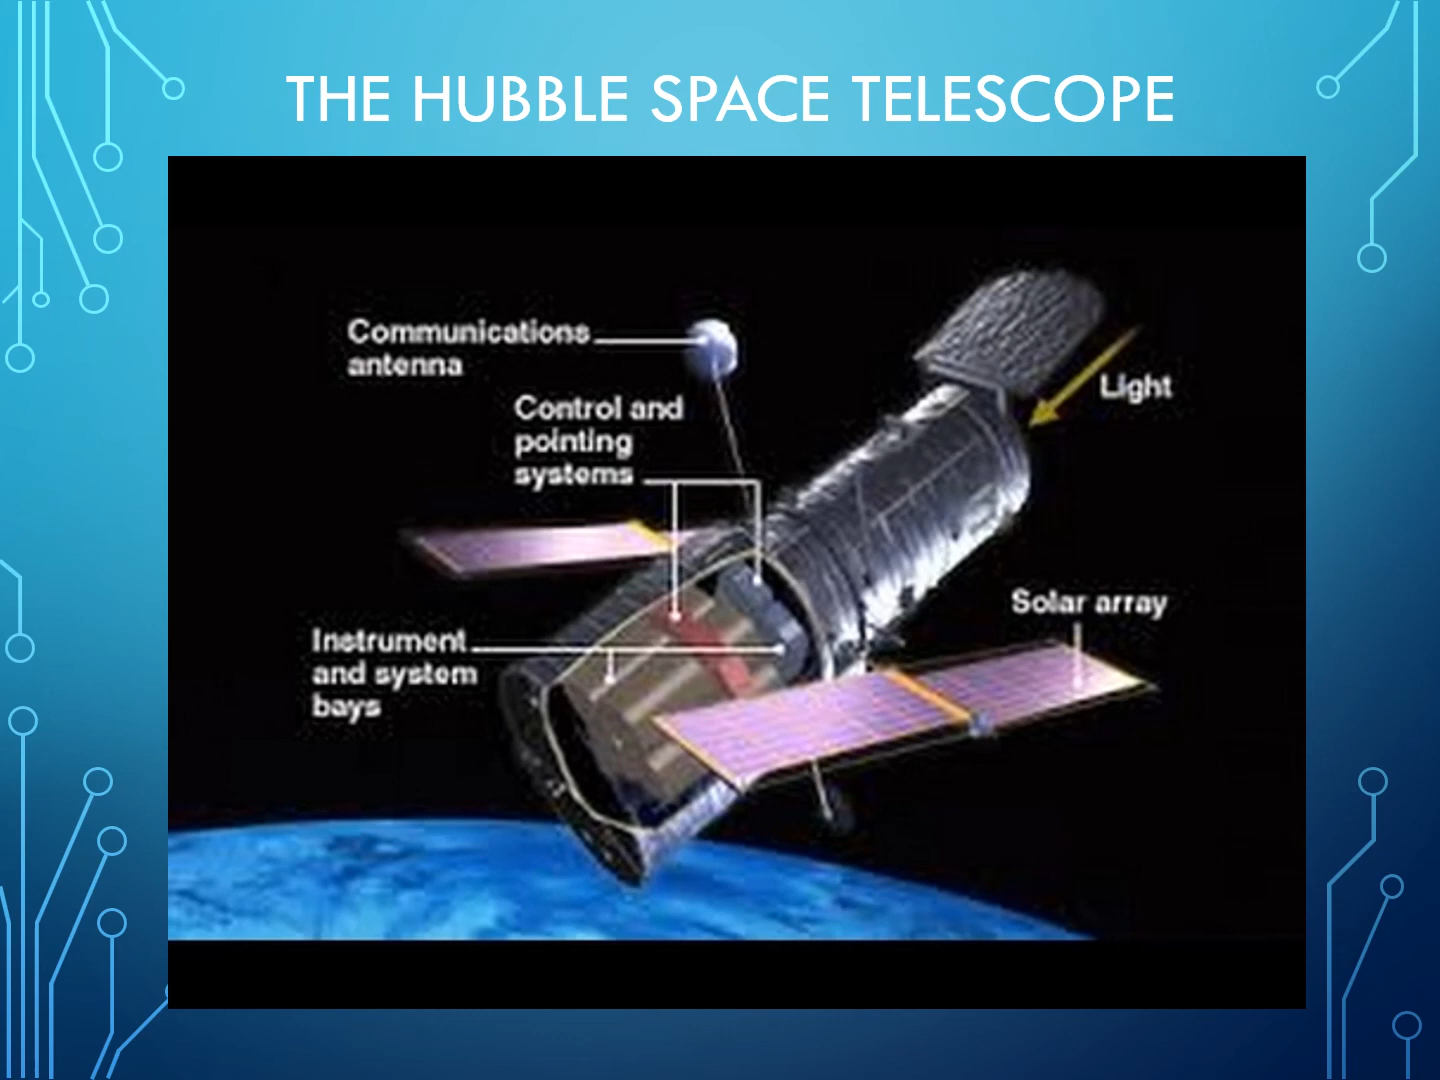 THE HUBBLE SPACE TELESCOPE
Communications
antenna
Control and
pointing
systems
Light
Solar array
Instrument
and system
bays